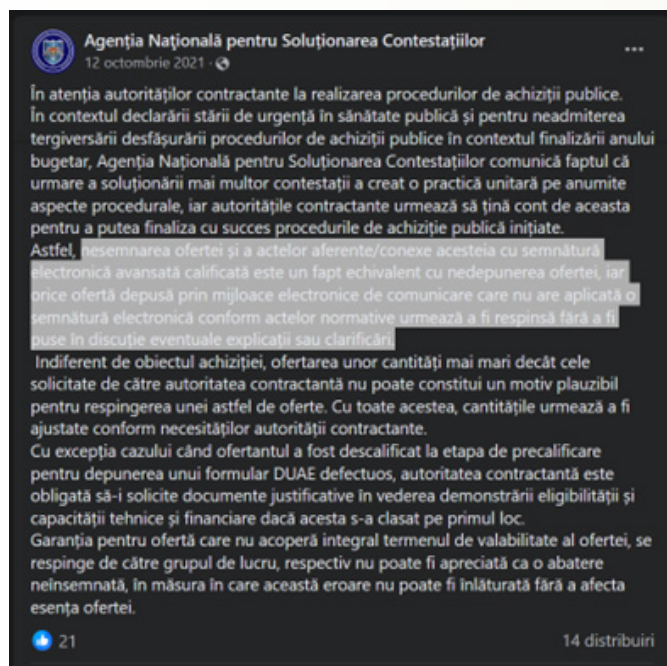 Agenția Națională pentru Soluționarea Contestațiilor
12 octombrie 2021 ·
În atenția autorităților contractante la realizarea procedurilor de achiziții publice.
În contextul declarării stării de urgență în sănătate publică și pentru neadmiterea
tergiversării desfășurării procedurilor de achiziții publice în contextul finalizării anului
bugetar, Agenția Națională pentru Soluționarea Contestațiilor comunică faptul că
urmare a soluționării mai multor contestații a creat o practică unitară pe anumite
aspecte procedurale, iar autoritățile contractante urmează să țină cont de aceasta
pentru a putea finaliza cu succes procedurile de achiziție publică inițiate.
Astfel, nesemnarea ofertei și a actelor aferente/conexe acesteia cu semnătură
electronică avansată calificată este un fapt echivalent cu nedepunerea ofertei, iar
orice ofertă depusă prin mijloace electronice de comunicare care nu are aplicată o
semnătură electronică conform actelor normative urmează a fi respinsă fără a fi
puse în discuție eventuale explicații sau clarificări.
Indiferent de obiectul achiziției, ofertarea unor cantități mai mari decât cele
solicitate de către autoritatea contractantă nu poate constitui un motiv plauzibil
pentru respingerea unei astfel de oferte. Cu toate acestea, cantitățile urmează a fi
ajustate conform necesităților autorității contractante.
Cu excepția cazului când ofertantul a fost descalificat la etapa de precalificare
pentru depunerea unui formular DUAE defectuos, autoritatea contractantă este
obligată să-i solicite documente justificative în vederea demonstrării eligibilității și
capacității tehnice și financiare dacă acesta s-a clasat pe primul loc.
Garanția pentru ofertă care nu acoperă integral termenul de valabilitate al ofertei, se
respinge de către grupul de lucru, respectiv nu poate fi apreciată ca o abatere
neînsemnată, în măsura în care această eroare nu poate fi înlăturată fără a afecta
esența ofertei.
21
14 distribuiri